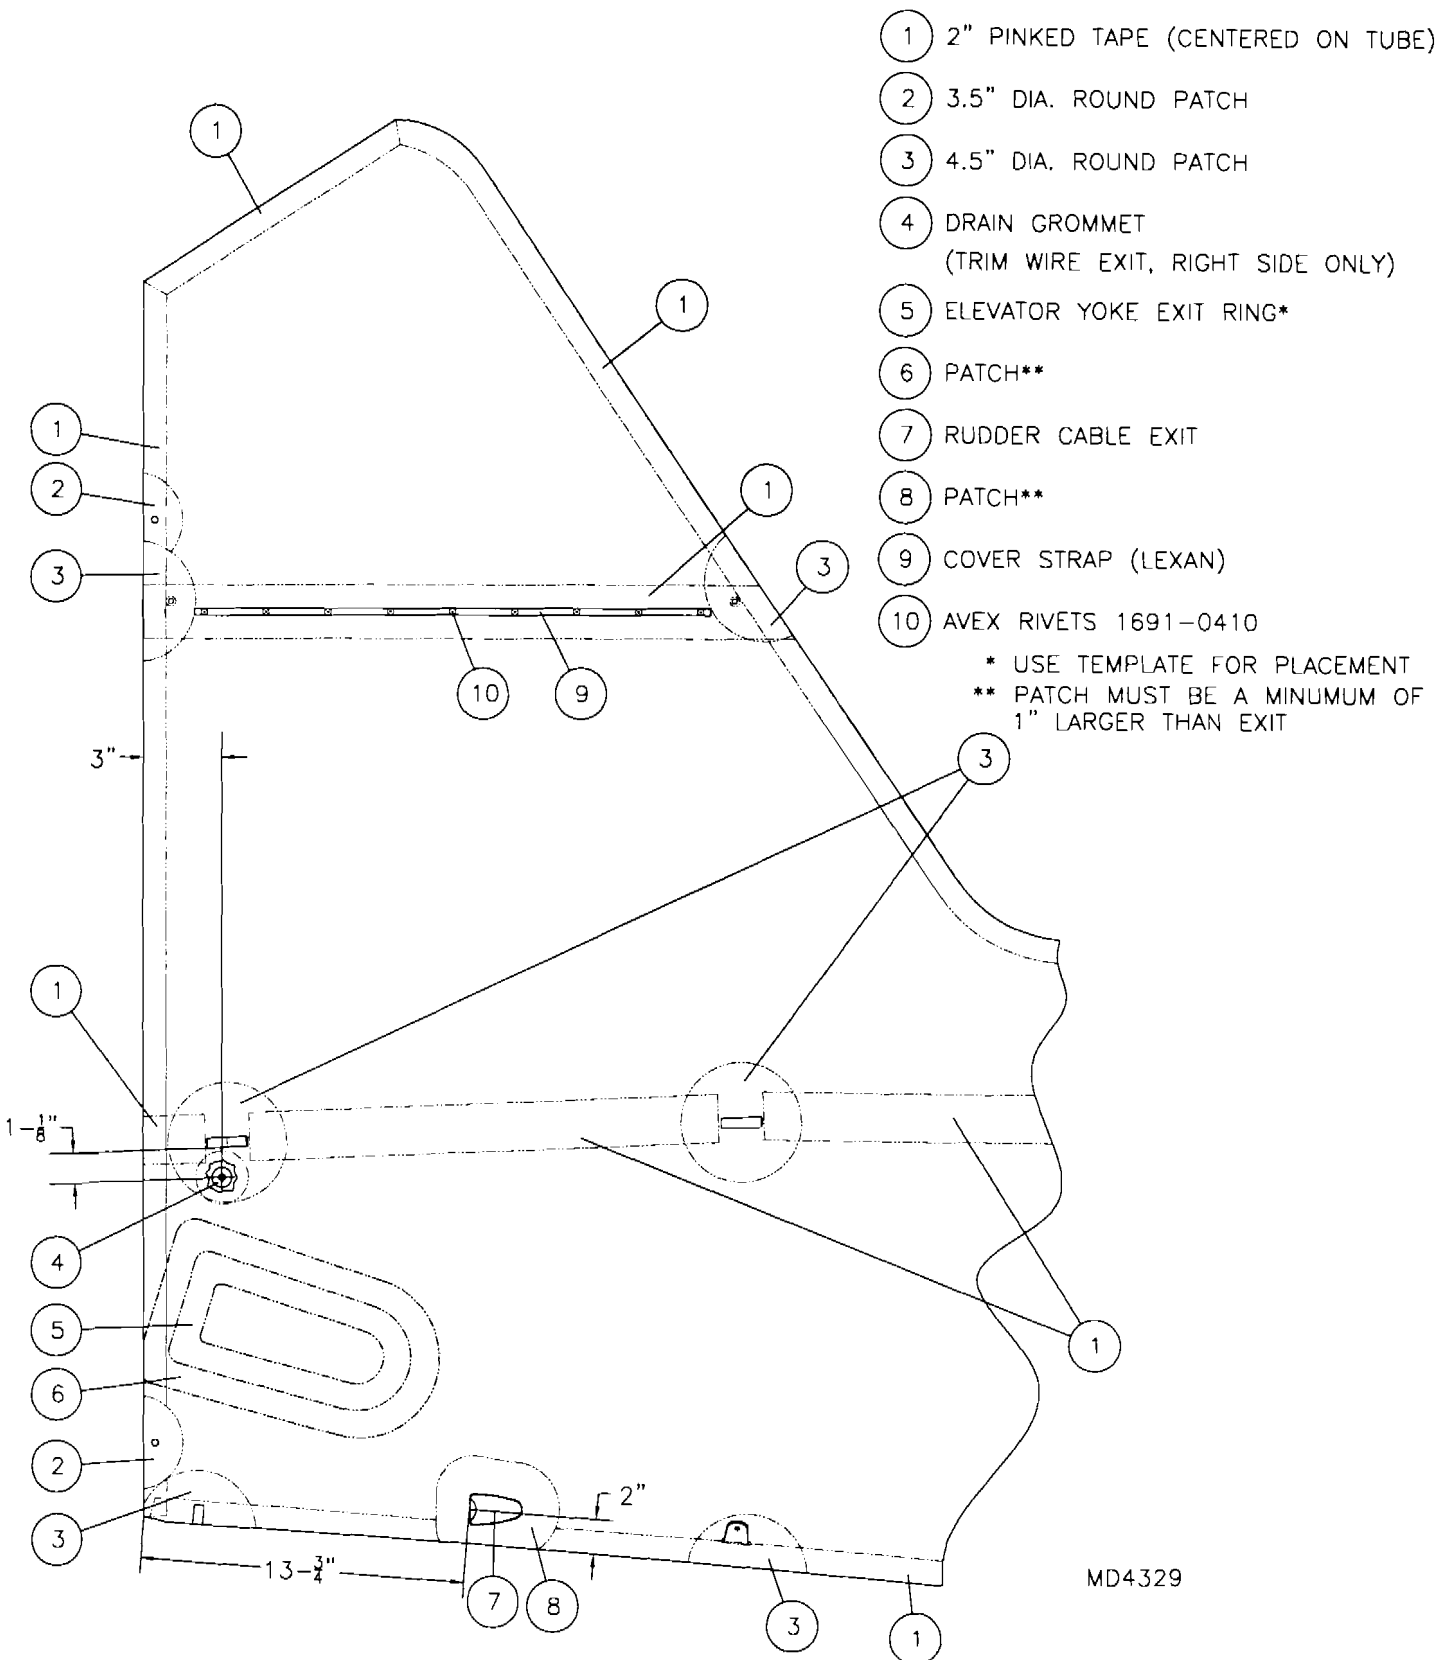 1 2" PINKED TAPE (CENTERED ON TUBE)
2 3.5" DIA. ROUND PATCH
3 4.5" DIA. ROUND PATCH
4 DRAIN GROMMET
(TRIM WIRE EXIT, RIGHT SIDE ONLY)
5 ELEVATOR YOKE EXIT RING*
6 PATCH**
7 RUDDER CABLE EXIT
8 PATCH**
9 COVER STRAP (LEXAN)
10 AVEX RIVETS 1691-0410
* USE TEMPLATE FOR PLACEMENT
** PATCH MUST BE A MINUMUM OF
1" LARGER THAN EXIT
1
1
1
2
1
3
3
10
9
3"
3
1
1-1/8"
4
5
1
6
2
2"
3
13-3/4"
7
8
3
1
MD4329